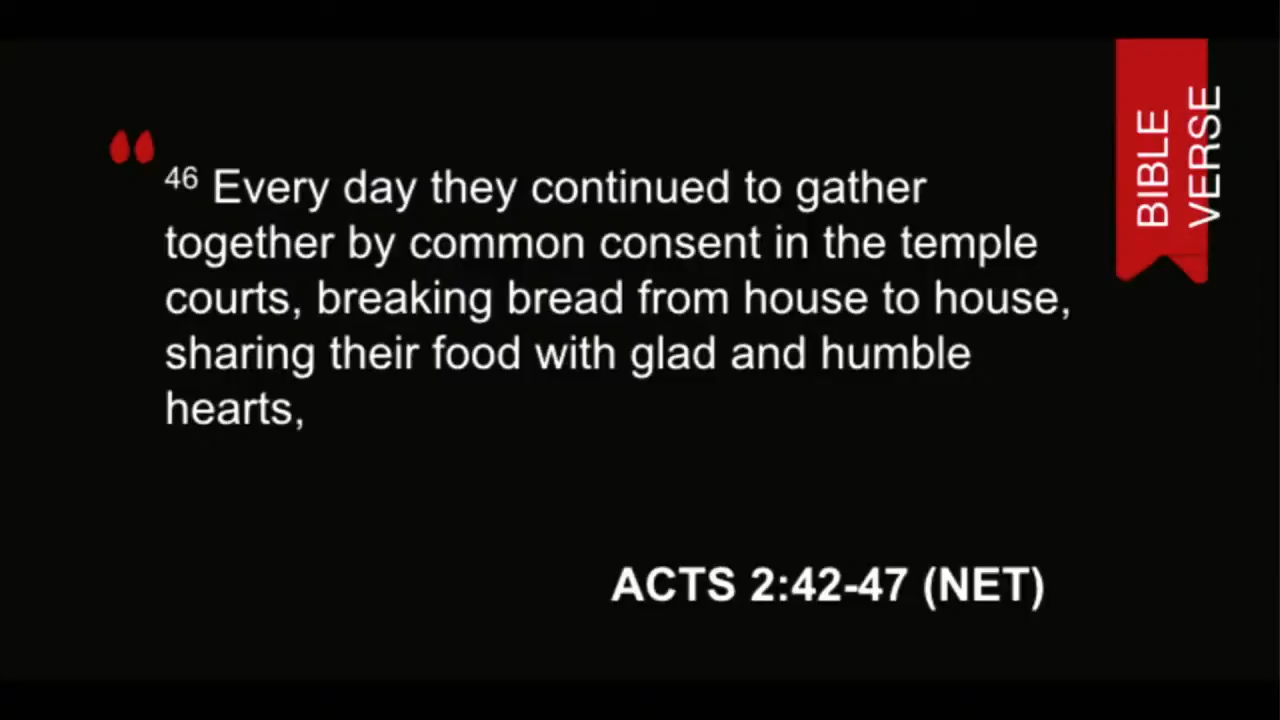 46 Every day they continued to gather
together by common consent in the temple
courts, breaking bread from house to house,
sharing their food with glad and humble
hearts,
ACTS 2:42-47 (NET)
BIBLE
VERSE